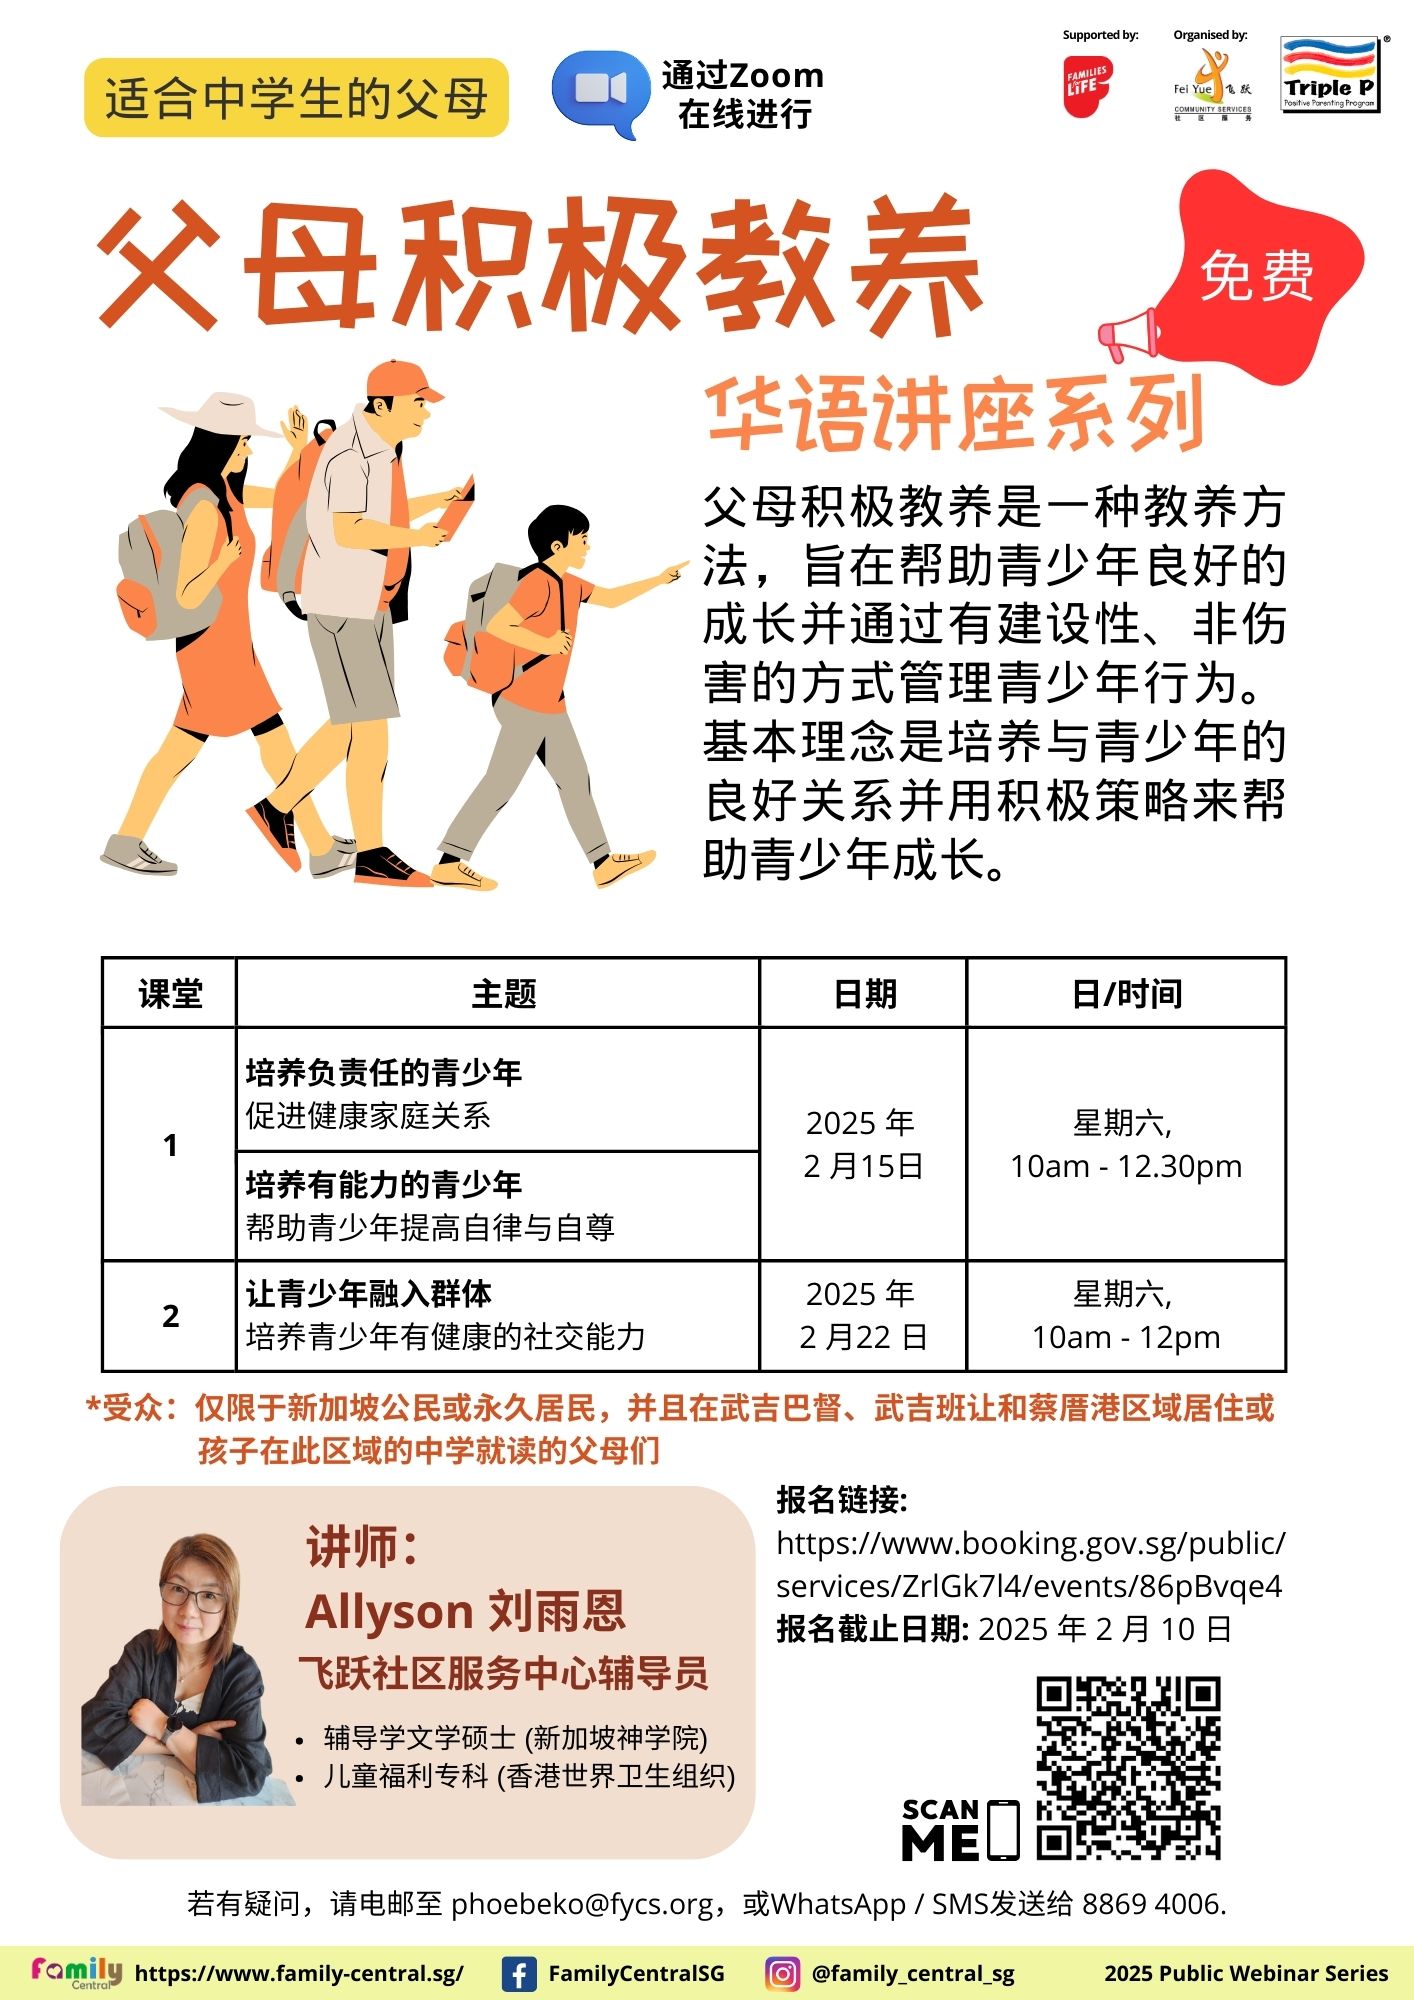 Supported by:
Organised by:
FAMILIES for LiFE
Fei Yue 飞跃
COMMUNITY SERVICES
社区服务
Triple P
Positive Parenting Program
®
适合中学生的父母
通过Zoom
在线进行
父母积极教养
免费
华语讲座系列
父母积极教养是一种教养方
法，旨在帮助青少年良好的
成长并通过有建设性、非伤
害的方式管理青少年行为。
基本理念是培养与青少年的
良好关系并用积极策略来帮
助青少年成长。
课堂 主题 日期 日/时间
1
培养负责任的青少年
促进健康家庭关系
培养有能力的青少年
帮助青少年提高自律与自尊
2025 年
2 月15日
星期六,
10am - 12.30pm
2
让青少年融入群体
培养青少年有健康的社交能力
2025 年
2 月22 日
星期六,
10am - 12pm
*受众：仅限于新加坡公民或永久居民，并且在武吉巴督、武吉班让和蔡厝港区域居住或
孩子在此区域的中学就读的父母们
讲师：
Allyson 刘雨恩
飞跃社区服务中心辅导员
• 辅导学文学硕士 (新加坡神学院)
• 儿童福利专科 (香港世界卫生组织)
报名链接:
https://www.booking.gov.sg/public/
services/ZrlGk7l4/events/86pBvqe4
报名截止日期: 2025 年 2 月 10 日
SCAN
ME
若有疑问，请电邮至 phoebeko@fycs.org，或WhatsApp / SMS发送给 8869 4006.
Family
Central
https://www.family-central.sg/
FamilyCentralSG
@family_central_sg
2025 Public Webinar Series